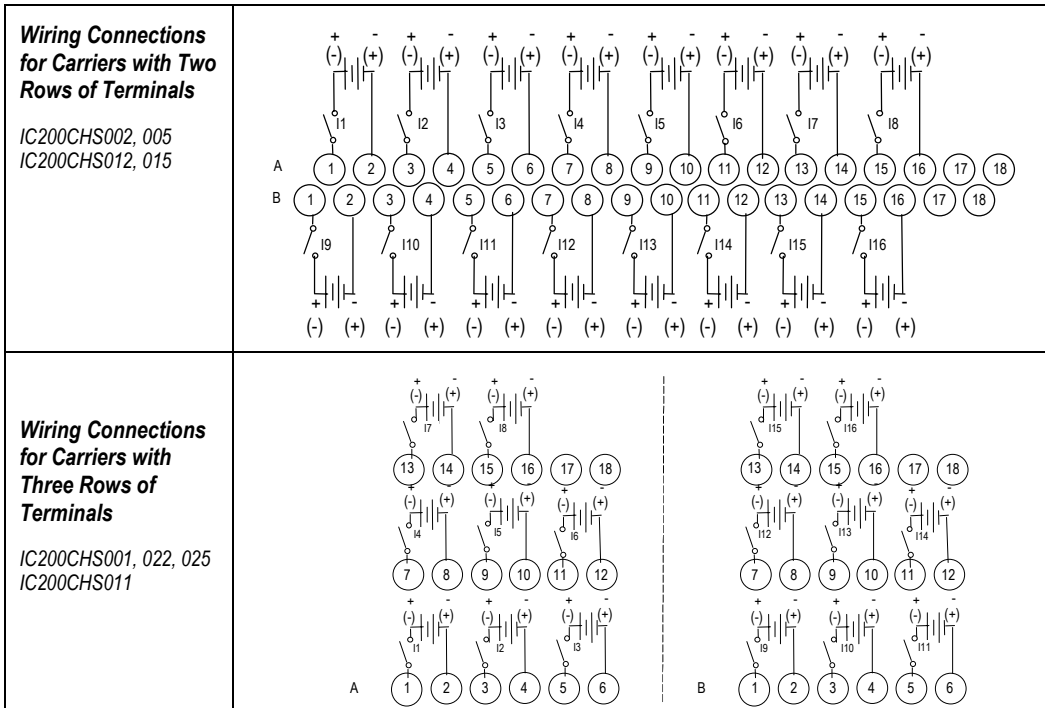 Wiring Connections
for Carriers with Two
Rows of Terminals
IC200CHS002, 005
IC200CHS012, 015
+ - + - + - + - + - + - + - + -
(-) (+) (-) (+) (-) (+) (-) (+) (-) (+) (-) (+) (-) (+) (-) (+)
I1 I2 I3 I4 I5 I6 I7 I8
A 1 2 3 4 5 6 7 8 9 10 11 12 13 14 15 16 17 18
B 1 2 3 4 5 6 7 8 9 10 11 12 13 14 15 16 17 18
I9 I10 I11 I12 I13 I14 I15 I16
+ - + - + - + - + - + - + - + -
(-) (+) (-) (+) (-) (+) (-) (+) (-) (+) (-) (+) (-) (+) (-) (+)
Wiring Connections
for Carriers with
Three Rows of
Terminals
IC200CHS001, 022, 025
IC200CHS011
+ - + - + - + -
(-) (+) (-) (+) (-) (+) (-) (+)
I7 I8 I15 I16
13 14 15 16 17 18 13 14 15 16 17 18
+ - + - + - + - + - + -
(-) (+) (-) (+) (-) (+) (-) (+) (-) (+) (-) (+)
I4 I5 I6 I12 I13 I14
7 8 9 10 11 12 7 8 9 10 11 12
+ - + - + - + - + - + -
(-) (+) (-) (+) (-) (+) (-) (+) (-) (+) (-) (+)
I1 I2 I3 I9 I10 I11
A 1 2 3 4 5 6 B 1 2 3 4 5 6